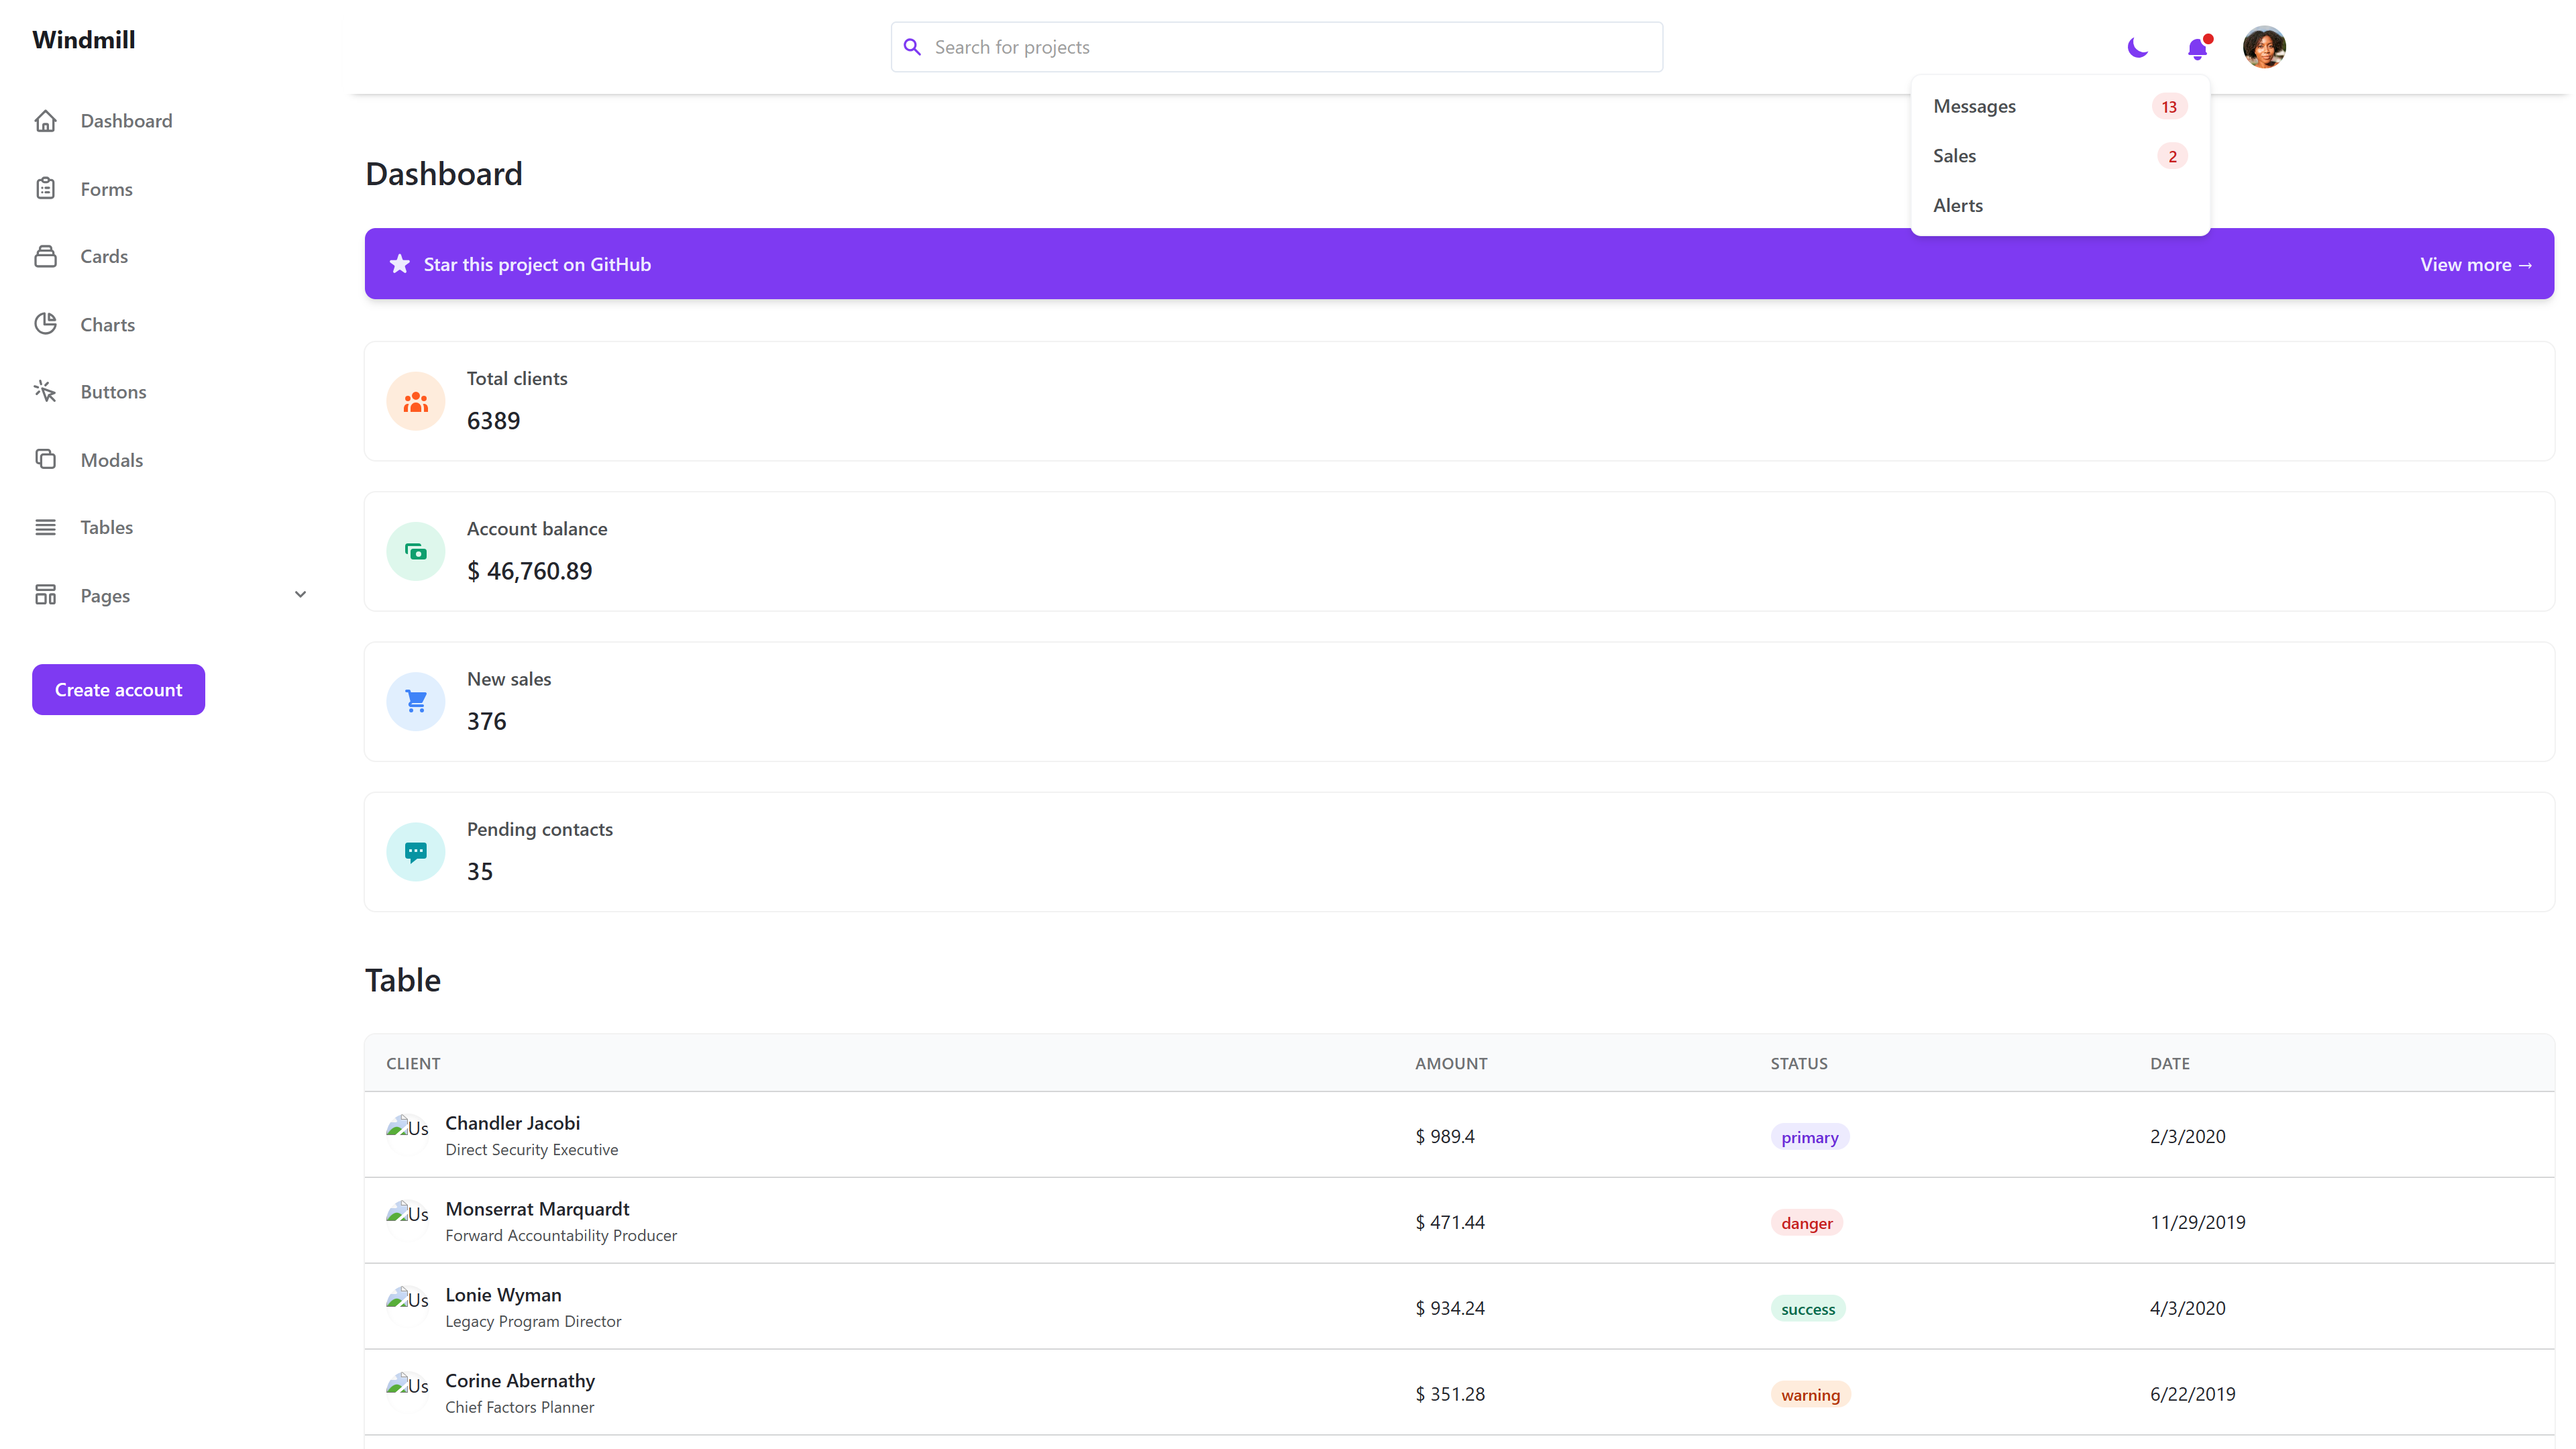 Windmill
Search for projects
Dashboard
Forms
Cards
Charts
Buttons
Modals
Tables
Pages
Create account
Messages 13
Sales 2
Alerts
Dashboard
Star this project on GitHub
View more →
Total clients
6389
Account balance
$ 46,760.89
New sales
376
Pending contacts
35
Table
CLIENT AMOUNT STATUS DATE
Us Chandler Jacobi
Direct Security Executive
$ 989.4 primary 2/3/2020
Us Monserrat Marquardt
Forward Accountability Producer
$ 471.44 danger 11/29/2019
Us Lonie Wyman
Legacy Program Director
$ 934.24 success 4/3/2020
Us Corine Abernathy
Chief Factors Planner
$ 351.28 warning 6/22/2019